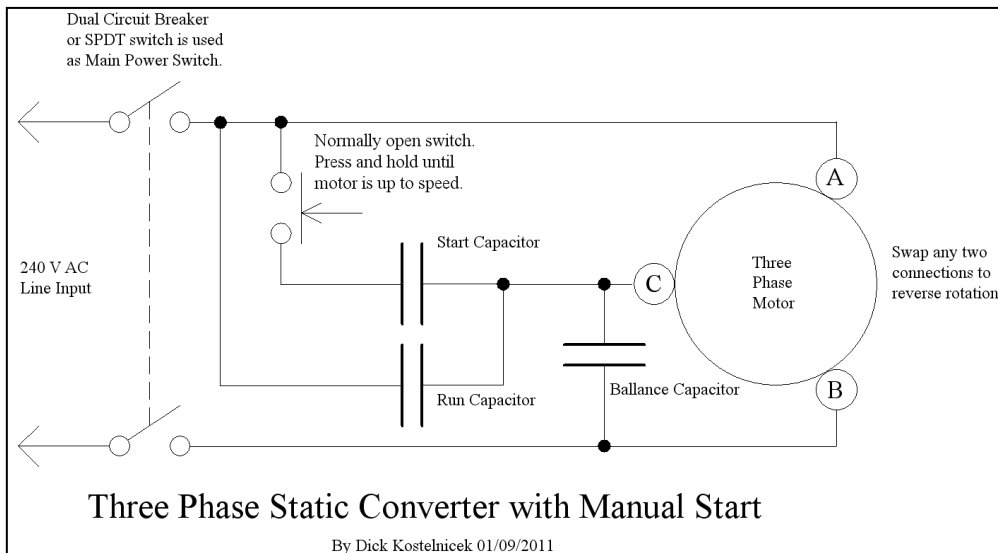 Dual Circuit Breaker
or SPDT switch is used
as Main Power Switch.
Normally open switch.
Press and hold until
motor is up to speed.
A
Start Capacitor
240 V AC
Line Input
C
Three
Phase
Motor
Swap any two
connections to
reverse rotation
Run Capacitor
Ballance Capacitor
B
Three Phase Static Converter with Manual Start
By Dick Kostelnicek 01/09/2011